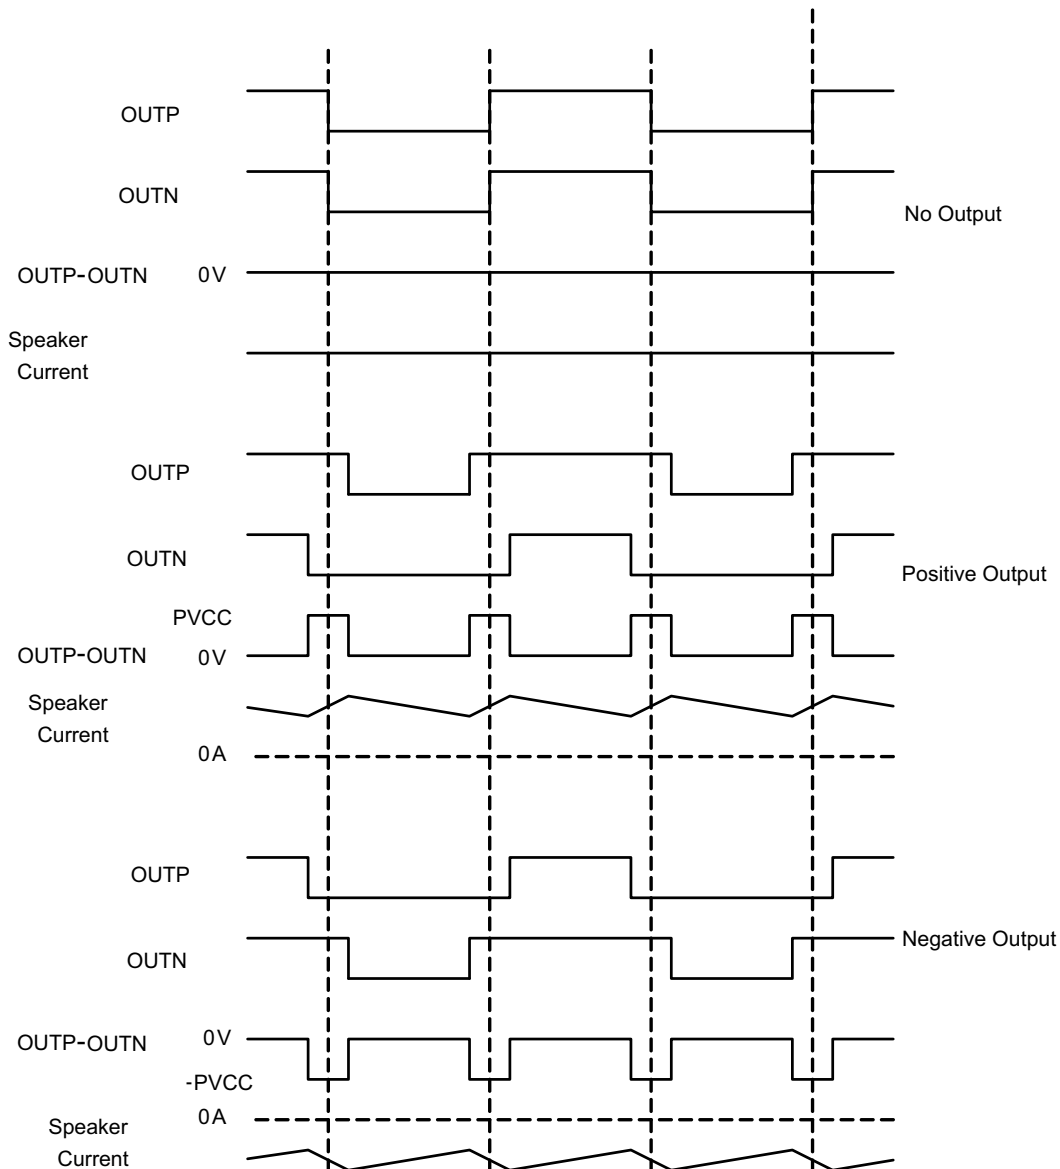 OUTP
OUTN
No Output
OUTP-OUTN 0V
Speaker
Current
OUTP
OUTN
Positive Output
PVCC
OUTP-OUTN 0V
Speaker
Current
0A
OUTP
Negative Output
OUTN
OUTP-OUTN 0V
-PVCC
0A
Speaker
Current